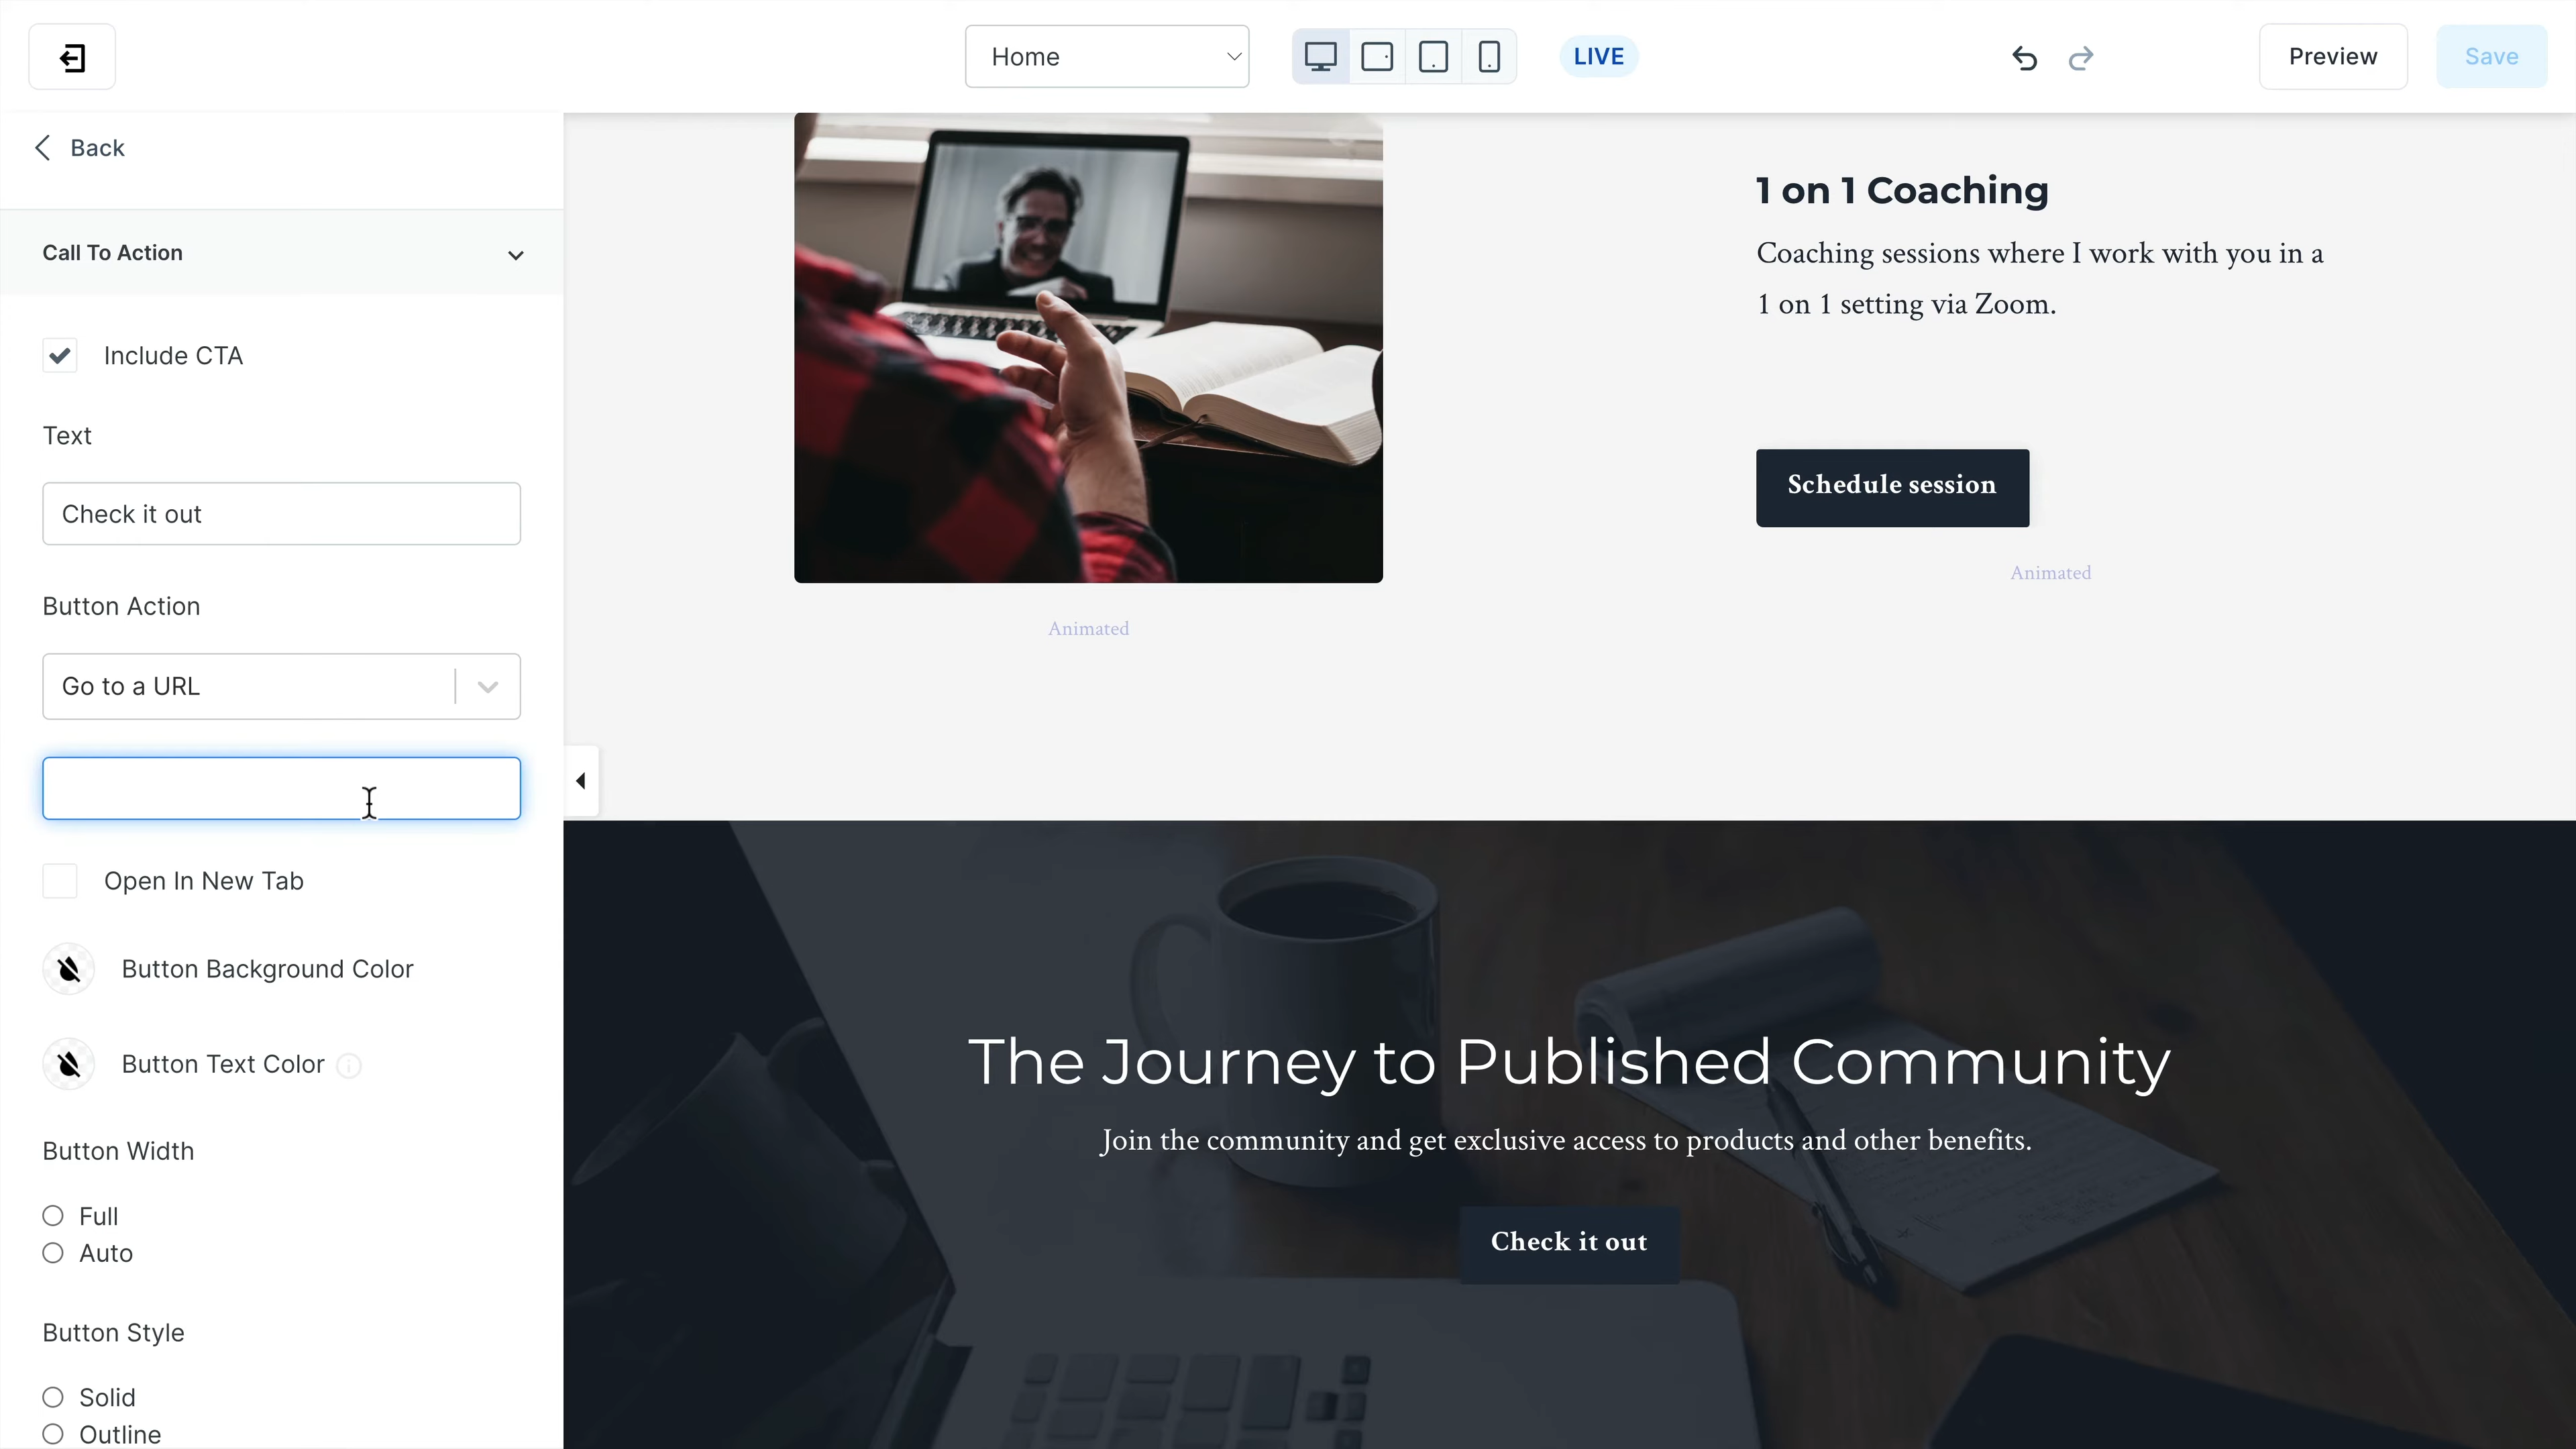 Home
LIVE
Preview
Save
Back
Call To Action
Include CTA
Text
Check it out
Button Action
Go to a URL
Open In New Tab
Button Background Color
Button Text Color
Button Width
Full
Auto
Button Style
Solid
Outline
1 on 1 Coaching
Coaching sessions where I work with you in a
1 on 1 setting via Zoom.
Schedule session
Animated
Animated
The Journey to Published Community
Join the community and get exclusive access to products and other benefits.
Check it out